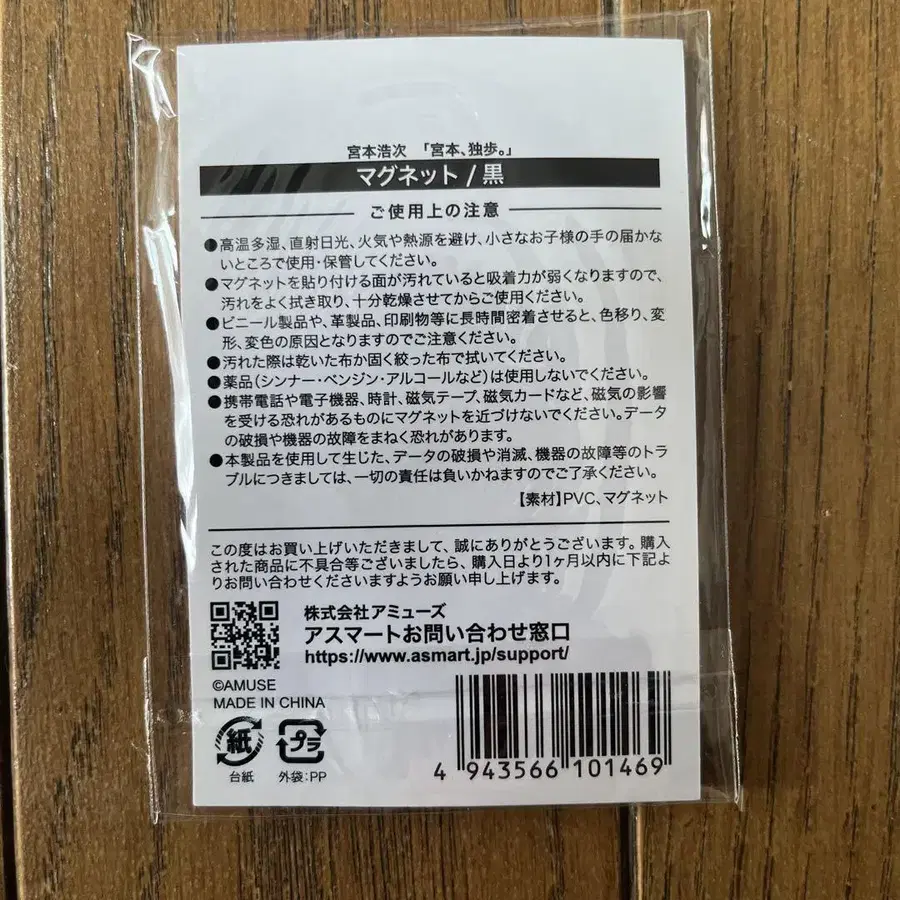 宮本浩次 「宮本、独歩。」
マグネット / 黒
ご使用上の注意
●高温多湿、直射日光、火気や熱源を避け、小さなお子様の手の届かな
いところで使用・保管してください。
●マグネットを貼り付ける面が汚れていると吸着力が弱くなりますので、
汚れをよく拭き取り、十分乾燥させてからご使用ください。
●ビニール製品や、革製品、印刷物等に長時間密着させると、色移り、変
形、変色の原因となりますのでご注意ください。
●汚れた際は乾いた布か固く絞った布で拭いてください。
●薬品（シンナー・ベンジン・アルコールなど）は使用しないでください。
●携帯電話や電子機器、時計、磁気テープ、磁気カードなど、磁気の影響
を受ける恐れがあるものにマグネットを近づけないでください。データ
の破損や機器の故障をまねく恐れがあります。
●本製品を使用して生じた、データの破損や消滅、機器の故障等のトラ
ブルにつきましては、一切の責任は負いかねますのでご了承ください。
【素材】PVC、マグネット
この度はお買い上げいただきまして、誠にありがとうございます。購入
された商品に不具合等ございましたら、購入日より1ヶ月以内に下記よ
りお問い合わせくださいますようお願い申し上げます。
株式会社アミューズ
アスマートお問い合わせ窓口
https://www.asmart.jp/support/
©AMUSE
MADE IN CHINA
紙
プラ
台紙
外袋:PP
4 943566 101469